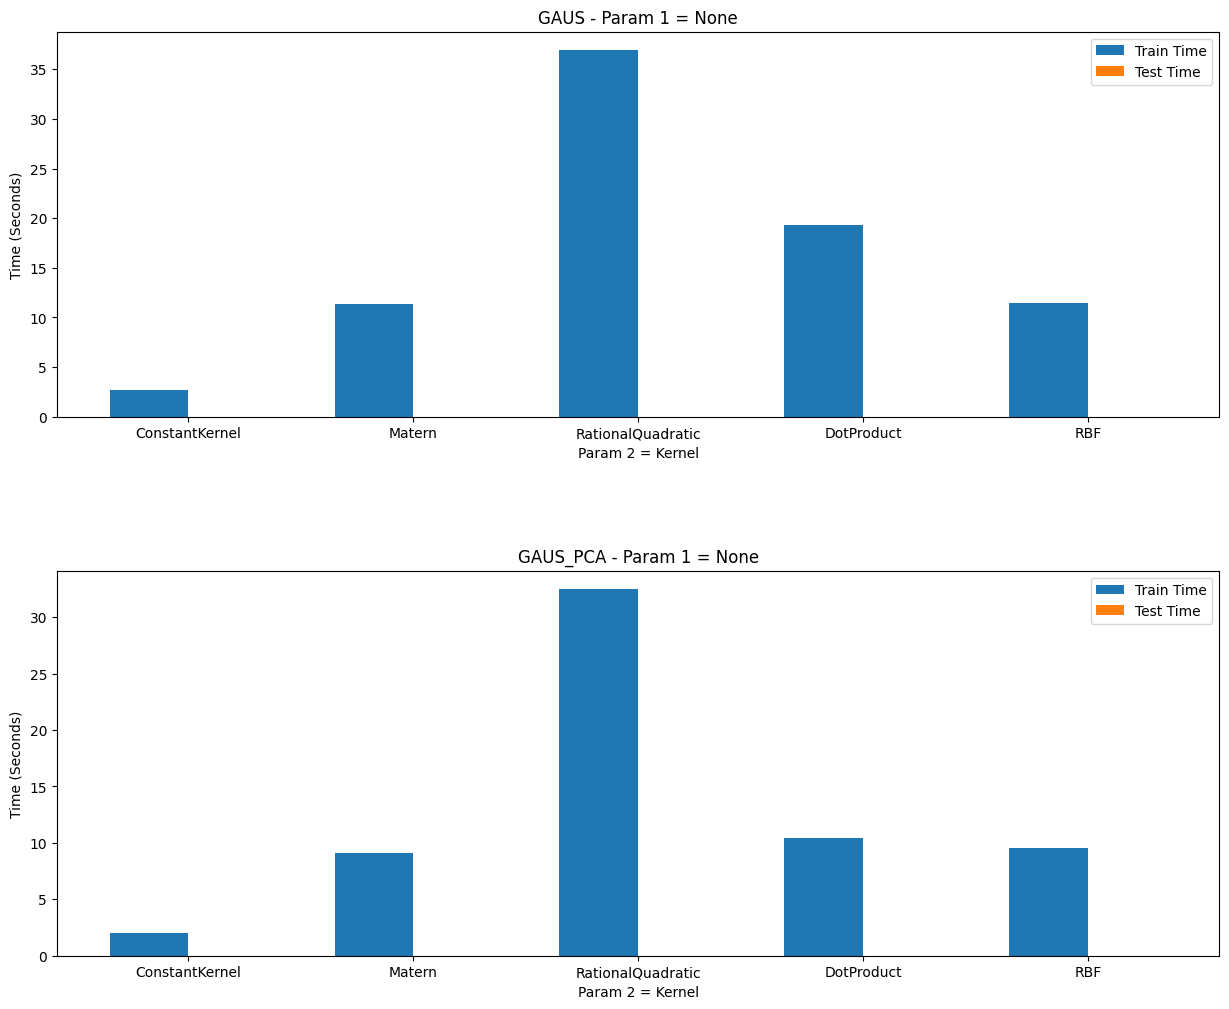 GAUS - Param 1 = None
Train Time
Test Time
35
30
25
20
15
10
5
0
Time (Seconds)
ConstantKernel Matern RationalQuadratic DotProduct RBF
Param 2 = Kernel
GAUS_PCA - Param 1 = None
Train Time
Test Time
30
25
20
15
10
5
0
Time (Seconds)
ConstantKernel Matern RationalQuadratic DotProduct RBF
Param 2 = Kernel